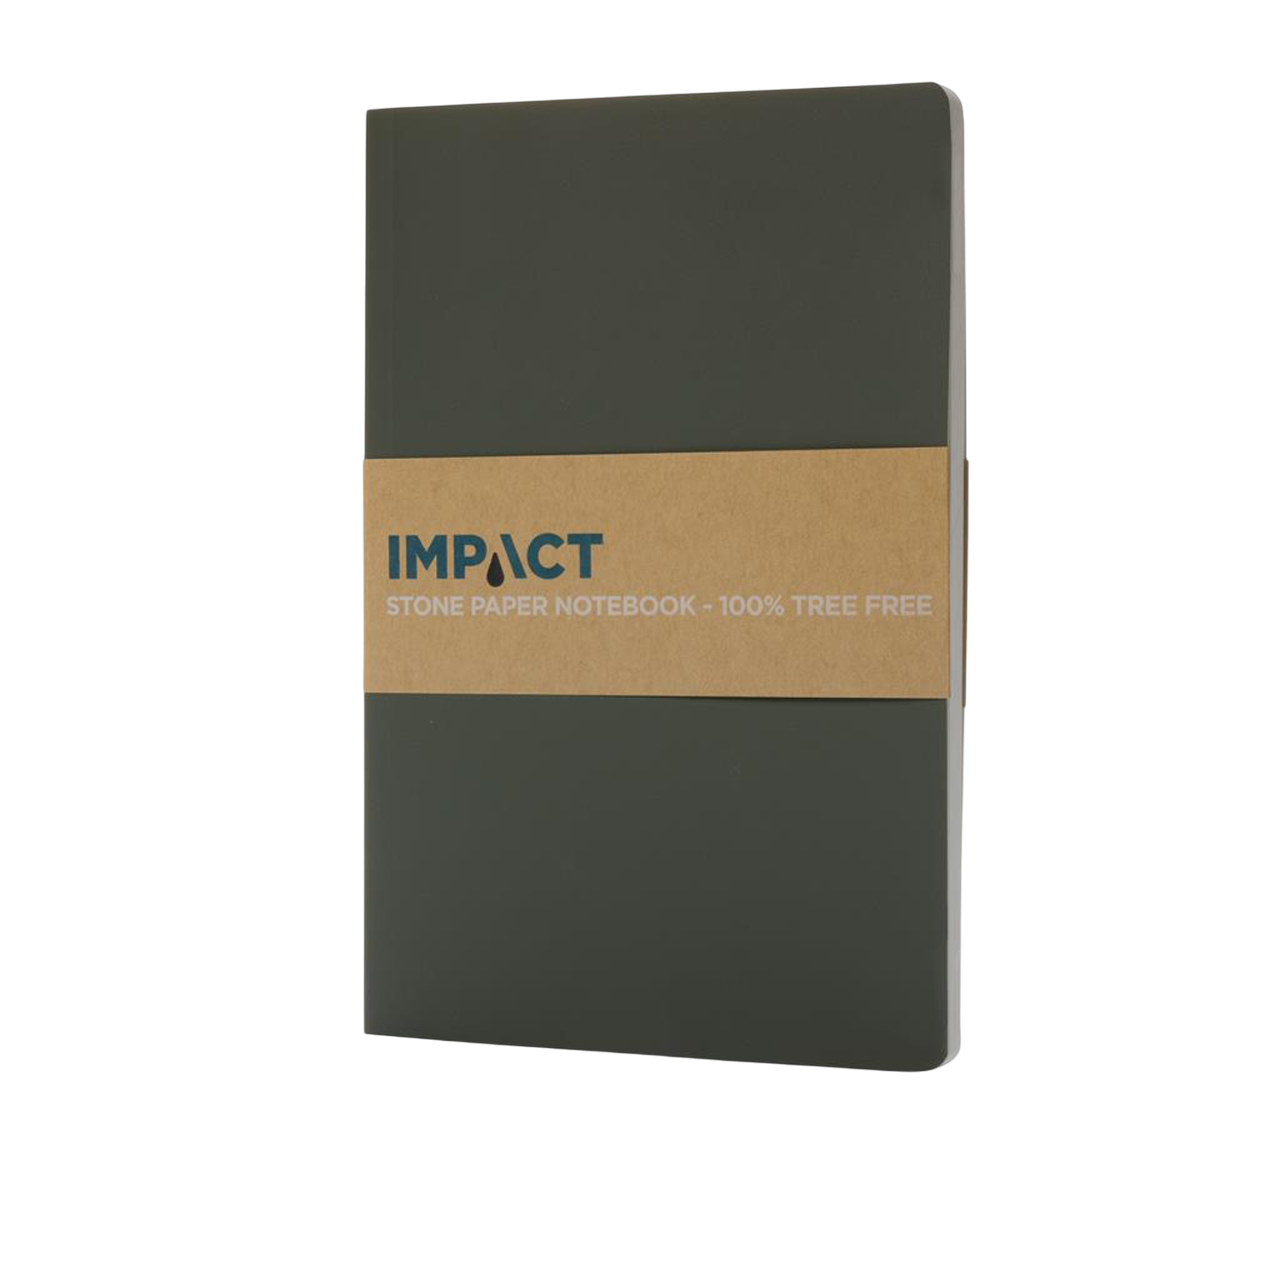 IMPACT
STONE PAPER NOTEBOOK - 100% TREE FREE